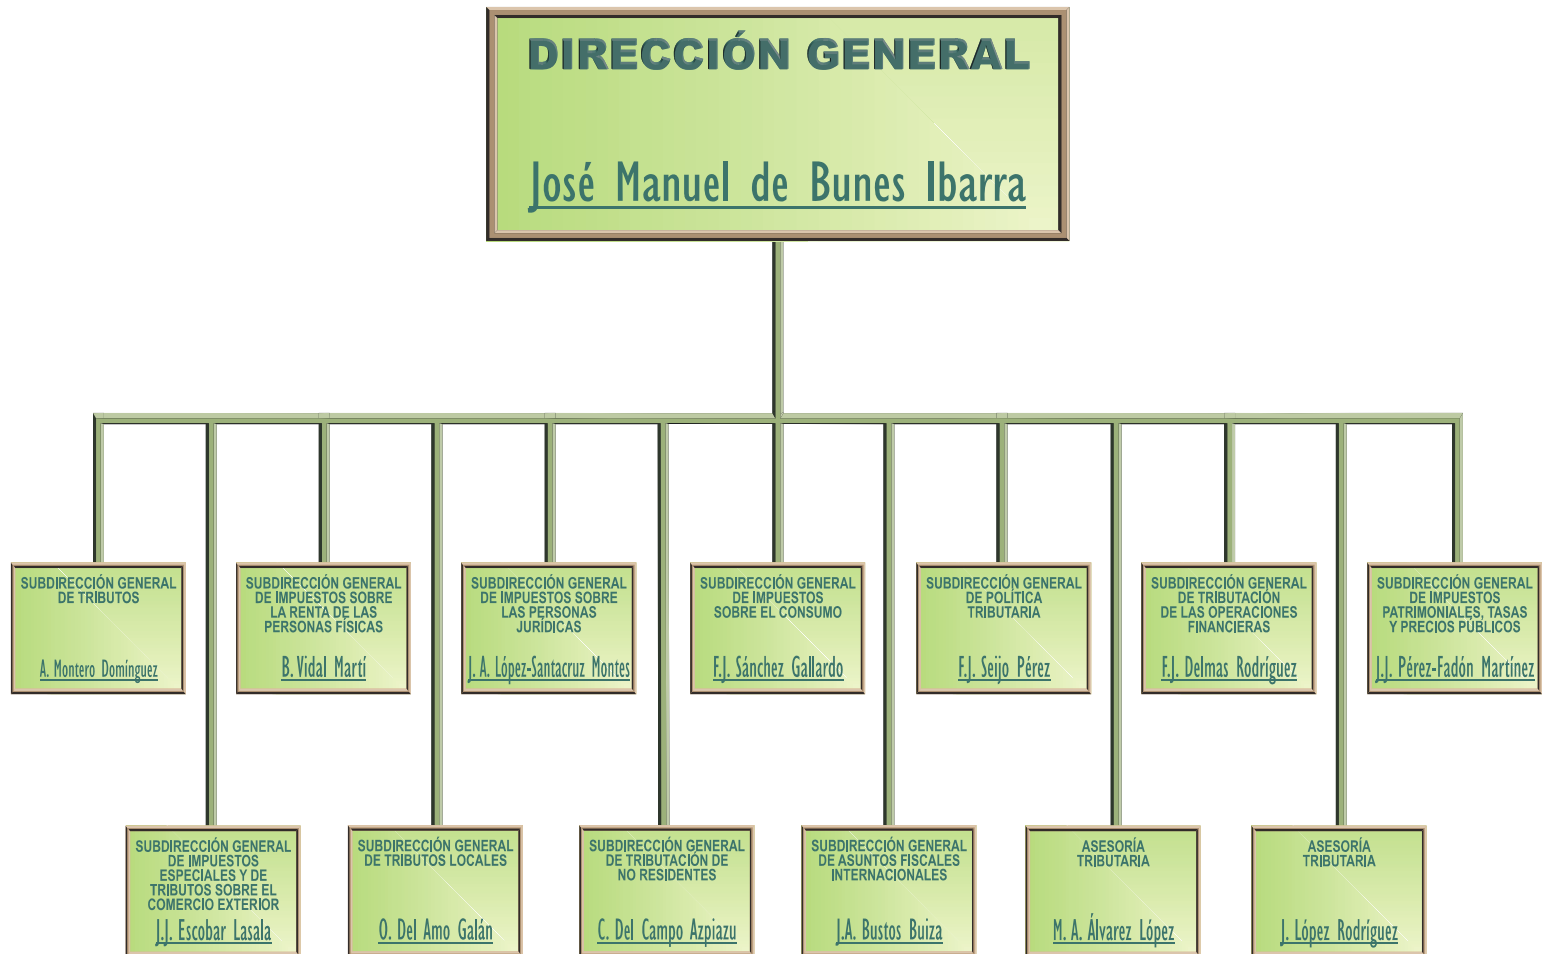 DIRECCIÓN GENERAL
José Manuel de Bunes Ibarra
SUBDIRECCIÓN GENERAL
DE TRIBUTOS
A. Montero Domínguez
SUBDIRECCIÓN GENERAL
DE IMPUESTOS SOBRE
LA RENTA DE LAS
PERSONAS FÍSICAS
B. Vidal Martí
SUBDIRECCIÓN GENERAL
DE IMPUESTOS SOBRE
LAS PERSONAS
JURÍDICAS
J. A. López-Santacruz Montes
SUBDIRECCIÓN GENERAL
DE IMPUESTOS
SOBRE EL CONSUMO
F.J. Sánchez Gallardo
SUBDIRECCIÓN GENERAL
DE POLÍTICA
TRIBUTARIA
F.J. Seijo Pérez
SUBDIRECCIÓN GENERAL
DE TRIBUTACIÓN
DE LAS OPERACIONES
FINANCIERAS
F.J. Delmas Rodríguez
SUBDIRECCIÓN GENERAL
DE IMPUESTOS
PATRIMONIALES, TASAS
Y PRECIOS PÚBLICOS
J.J. Pérez-Fadón Martínez
SUBDIRECCIÓN GENERAL
DE IMPUESTOS
ESPECIALES Y DE
TRIBUTOS SOBRE EL
COMERCIO EXTERIOR
J.J. Escobar Lasala
SUBDIRECCIÓN GENERAL
DE TRIBUTOS LOCALES
O. Del Amo Galán
SUBDIRECCIÓN GENERAL
DE TRIBUTACIÓN DE
NO RESIDENTES
C. Del Campo Azpiazu
SUBDIRECCIÓN GENERAL
DE ASUNTOS FISCALES
INTERNACIONALES
J.A. Bustos Buiza
ASESORÍA
TRIBUTARIA
M. A. Álvarez López
ASESORÍA
TRIBUTARIA
J. López Rodríguez